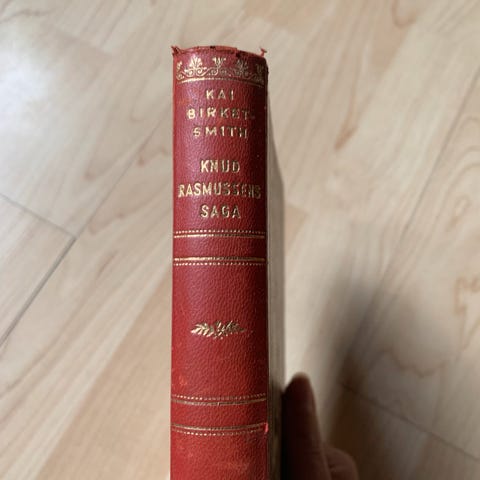 KAI
BIRKET-
SMITH
KNUD
RASMUSSENS
SAGA